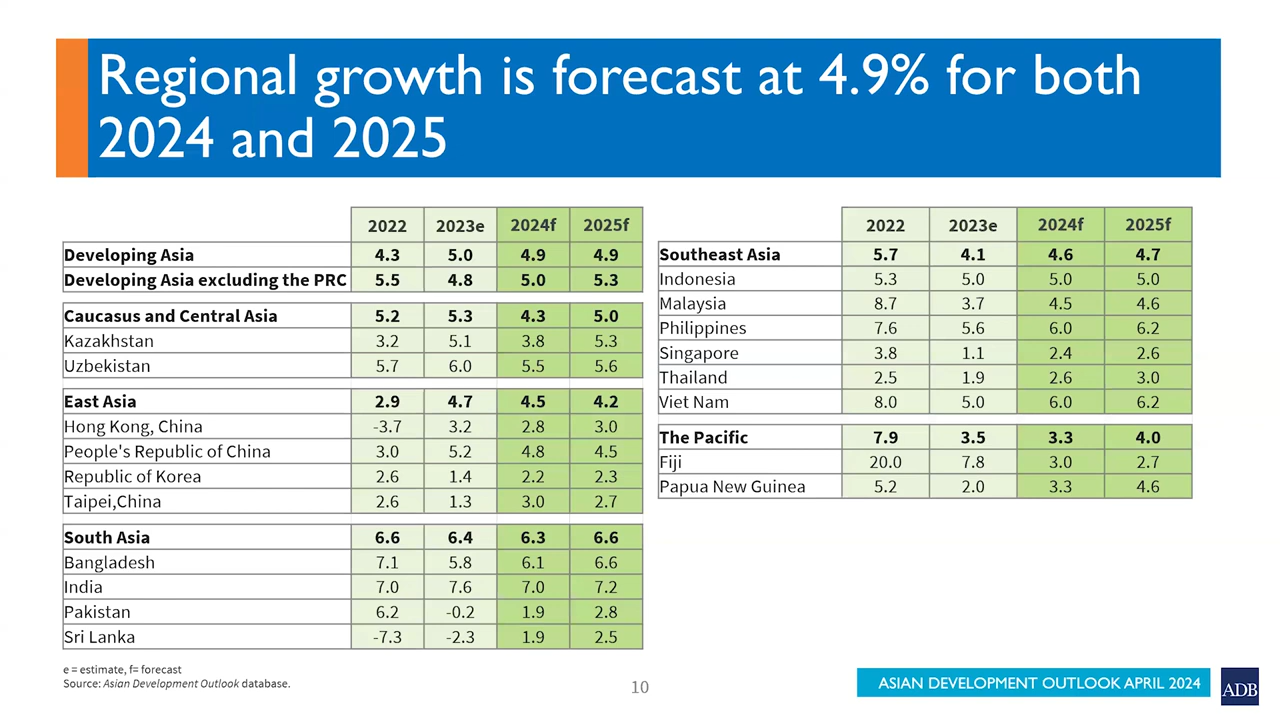 Regional growth is forecast at 4.9% for both
2024 and 2025
2022 2023e 2024f 2025f
Developing Asia 4.3 5.0 4.9 4.9
Developing Asia excluding the PRC 5.5 4.8 5.0 5.3
Caucasus and Central Asia 5.2 5.3 4.3 5.0
Kazakhstan 3.2 5.1 3.8 5.3
Uzbekistan 5.7 6.0 5.5 5.6
East Asia 2.9 4.7 4.5 4.2
Hong Kong, China -3.7 3.2 2.8 3.0
People's Republic of China 3.0 5.2 4.8 4.5
Republic of Korea 2.6 1.4 2.2 2.3
Taipei,China 2.6 1.3 3.0 2.7
South Asia 6.6 6.4 6.3 6.6
Bangladesh 7.1 5.8 6.1 6.6
India 7.0 7.6 7.0 7.2
Pakistan 6.2 -0.2 1.9 2.8
Sri Lanka -7.3 -2.3 1.9 2.5
2022 2023e 2024f 2025f
Southeast Asia 5.7 4.1 4.6 4.7
Indonesia 5.3 5.0 5.0 5.0
Malaysia 8.7 3.7 4.5 4.6
Philippines 7.6 5.6 6.0 6.2
Singapore 3.8 1.1 2.4 2.6
Thailand 2.5 1.9 2.6 3.0
Viet Nam 8.0 5.0 6.0 6.2
The Pacific 7.9 3.5 3.3 4.0
Fiji 20.0 7.8 3.0 2.7
Papua New Guinea 5.2 2.0 3.3 4.6
e = estimate, f= forecast
Source: Asian Development Outlook database.
10
ASIAN DEVELOPMENT OUTLOOK APRIL 2024
ADB